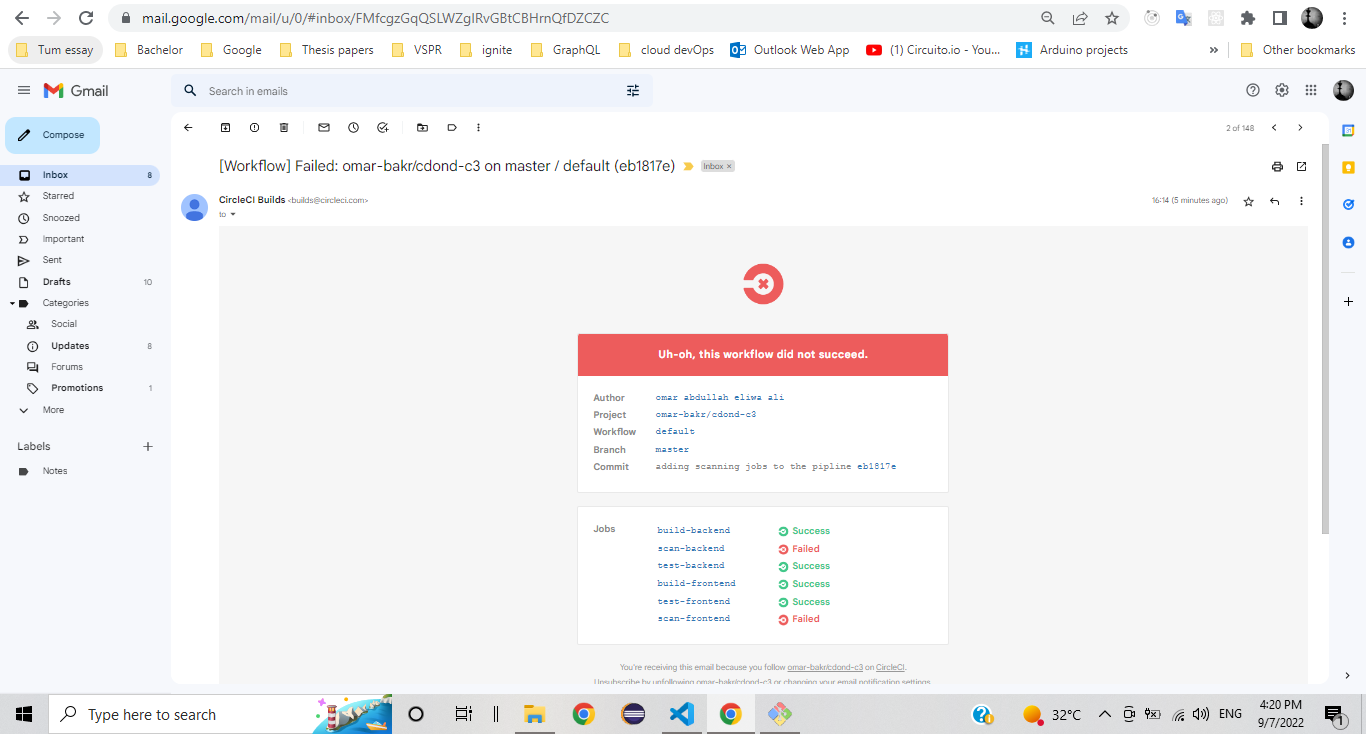 mail.google.com/mail/u/0/#inbox/FMfcgzGqQSLWZgIRvGBtCBHrnQfDZCZC
Tum essay Bachelor Google Thesis papers VSPR ignite GraphQL cloud devOps Outlook Web App (1) Circuito.io - You... Arduino projects » Other bookmarks
Gmail
Search in emails
Compose
2 of 148
Inbox 8
Starred
Snoozed
Important
Sent
Drafts 10
Categories
Social
Updates 8
Forums
Promotions 1
More
Labels
Notes
[Workflow] Failed: omar-bakr/cdond-c3 on master / default (eb1817e) Inbox ×
CircleCI Builds <builds@circleci.com> 16:14 (5 minutes ago)
to
Uh-oh, this workflow did not succeed.
Author omar abdullah eliwa ali
Project omar-bakr/cdond-c3
Workflow default
Branch master
Commit adding scanning jobs to the pipline eb1817e
Jobs build-backend Success
scan-backend Failed
test-backend Success
build-frontend Success
test-frontend Success
scan-frontend Failed
You're receiving this email because you follow omar-bakr/cdond-c3 on CircleCI.
Unsubscribe by unfollowing omar-bakr/cdond-c3 or changing your email notification settings
Type here to search
32°C ENG 4:20 PM
9/7/2022
1